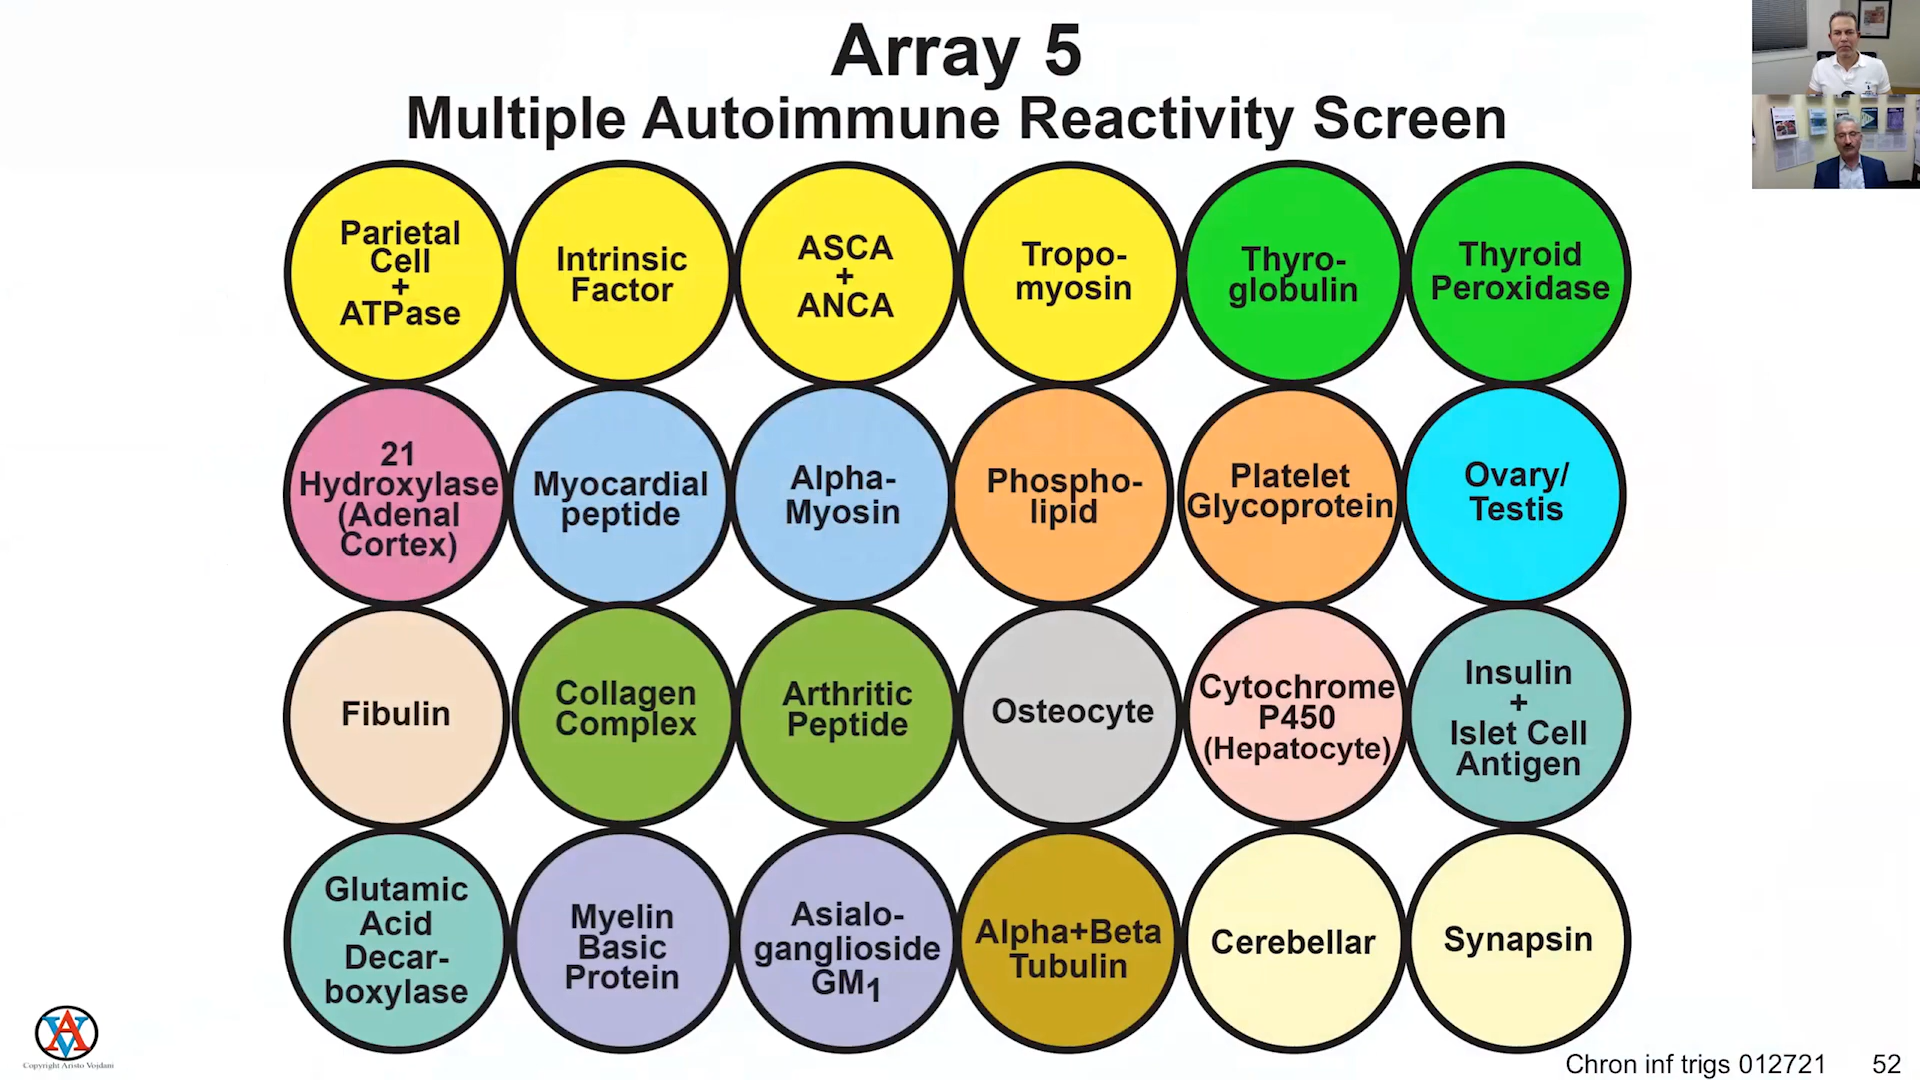 Array 5
Multiple Autoimmune Reactivity Screen
Parietal
Cell
+
ATPase
Intrinsic
Factor
ASCA
+
ANCA
Tropo-
myosin
Thyro-
globulin
Thyroid
Peroxidase
21
Hydroxylase
(Adenal
Cortex)
Myocardial
peptide
Alpha-
Myosin
Phospho-
lipid
Platelet
Glycoprotein
Ovary/
Testis
Fibulin
Collagen
Complex
Arthritic
Peptide
Osteocyte
Cytochrome
P450
(Hepatocyte)
Insulin
+
Islet Cell
Antigen
Glutamic
Acid
Decar-
boxylase
Myelin
Basic
Protein
Asialo-
ganglioside
GM1
Alpha+Beta
Tubulin
Cerebellar
Synapsin
AV
Copyright Aristo Vojdani
Chron inf trigs 012721 52